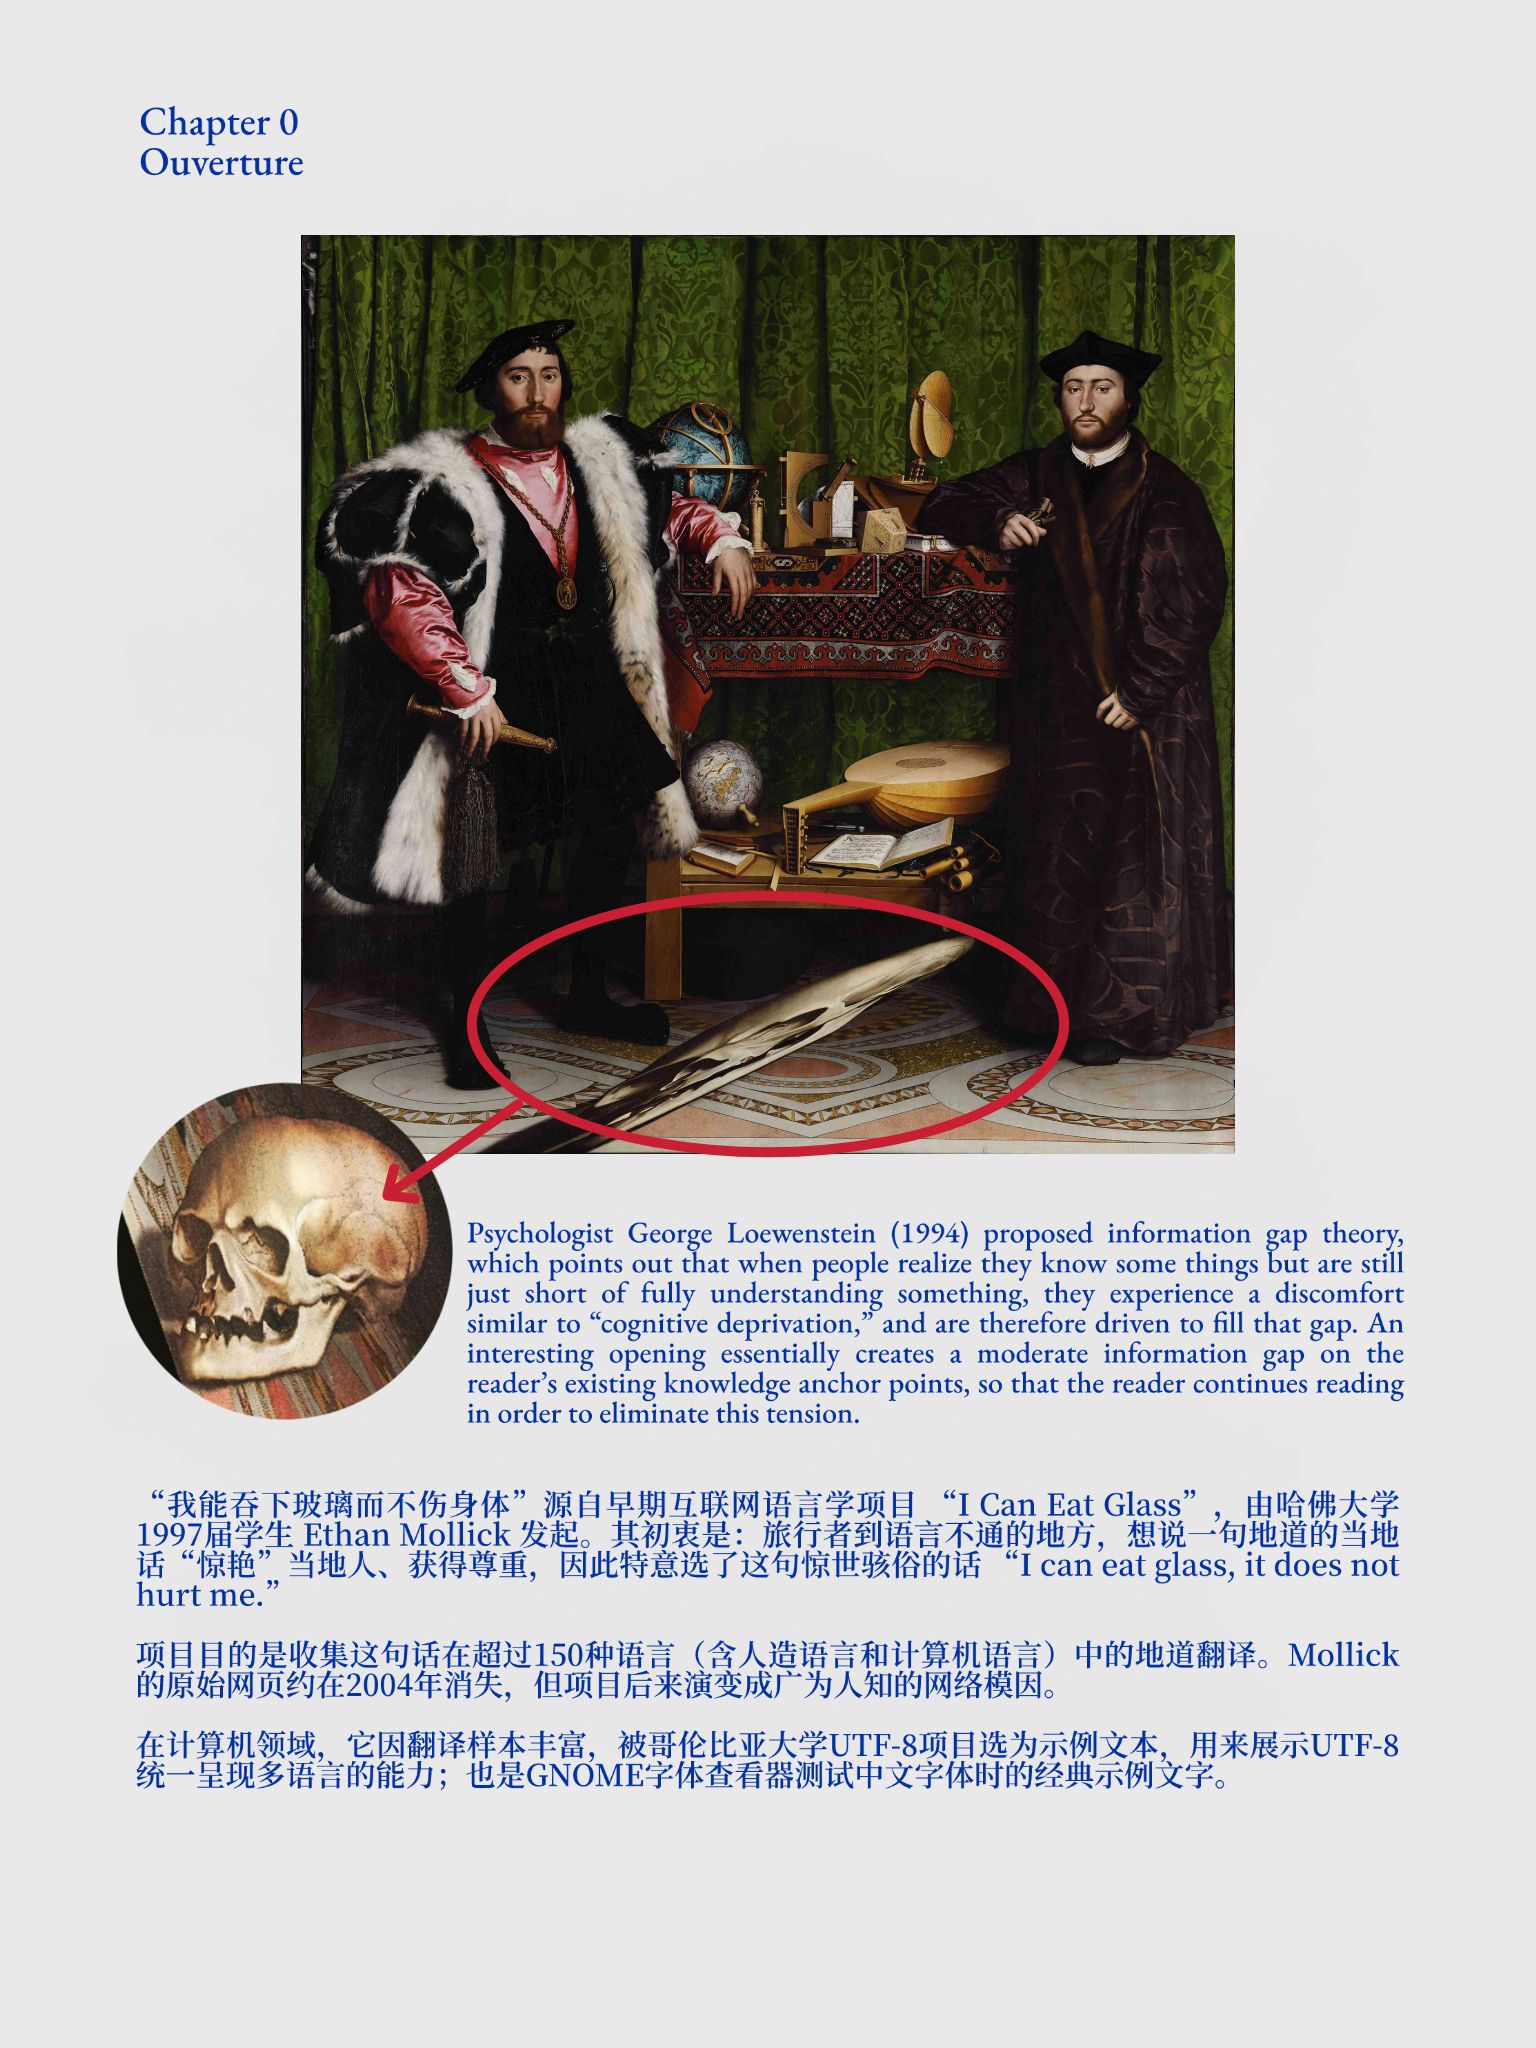 Chapter 0
Ouverture
Psychologist George Loewenstein (1994) proposed information gap theory,
which points out that when people realize they know some things but are still
just short of fully understanding something, they experience a discomfort
similar to “cognitive deprivation,” and are therefore driven to fill that gap. An
interesting opening essentially creates a moderate information gap on the
reader’s existing knowledge anchor points, so that the reader continues reading
in order to eliminate this tension.
“我能吞下玻璃而不伤身体”源自早期互联网语言学项目 “I Can Eat Glass”，由哈佛大学
1997届学生 Ethan Mollick 发起。其初衷是：旅行者到语言不通的地方，想说一句地道的当地
话“惊艳”当地人、获得尊重，因此特意选了这句惊世骇俗的话 “I can eat glass, it does not
hurt me.”
项目目的是收集这句话在超过150种语言（含人造语言和计算机语言）中的地道翻译。Mollick
的原始网页约在2004年消失，但项目后来演变成广为人知的网络模因。
在计算机领域，它因翻译样本丰富，被哥伦比亚大学UTF-8项目选为示例文本，用来展示UTF-8
统一呈现多语言的能力；也是GNOME字体查看器测试中文字体时的经典示例文字。